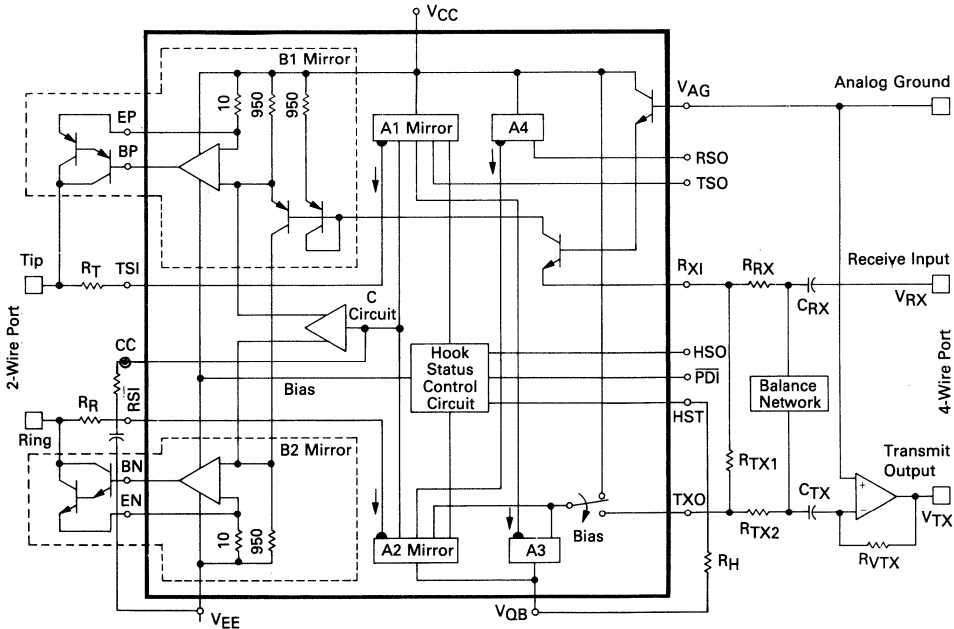 VCC
B1 Mirror
VAG
Analog Ground
10
950
950
EP
BP
A1 Mirror
A4
RSO
TSO
Tip
RT
TSI
RXI
RRX
CRX
Receive Input
VRX
2-Wire Port
4-Wire Port
C
Circuit
CC
RSI
Bias
Hook
Status
Control
Circuit
HSO
PDI
HST
Balance
Network
RR
Ring
B2 Mirror
BN
EN
10
950
RTX1
TXO
RTX2
CTX
Transmit
Output
+
−
VTX
RVTX
A2 Mirror
A3
Bias
RH
VEE
VQB